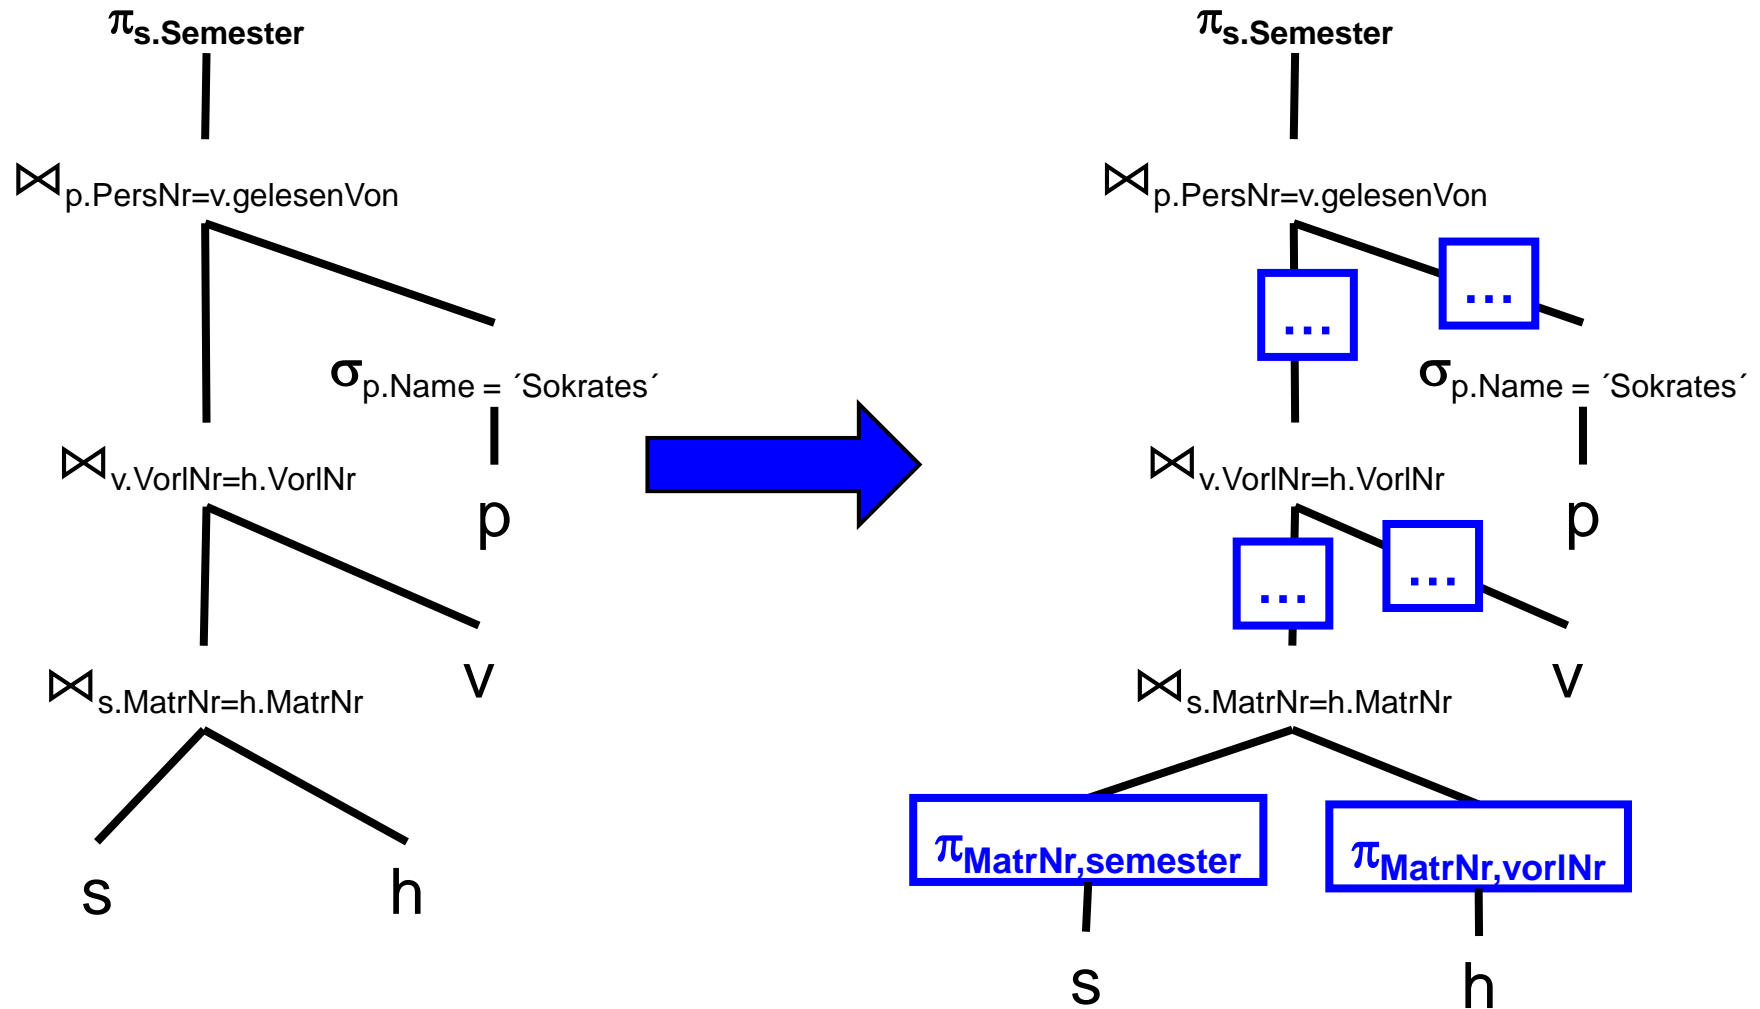 πs.Semester
⋈p.PersNr=v.gelesenVon
σp.Name = ´Sokrates´
⋈v.VorlNr=h.VorlNr
p
⋈s.MatrNr=h.MatrNr
v
s h
πs.Semester
⋈p.PersNr=v.gelesenVon
...
...
σp.Name = ´Sokrates´
⋈v.VorlNr=h.VorlNr
p
...
...
⋈s.MatrNr=h.MatrNr
v
πMatrNr,semester
πMatrNr,vorlNr
s h